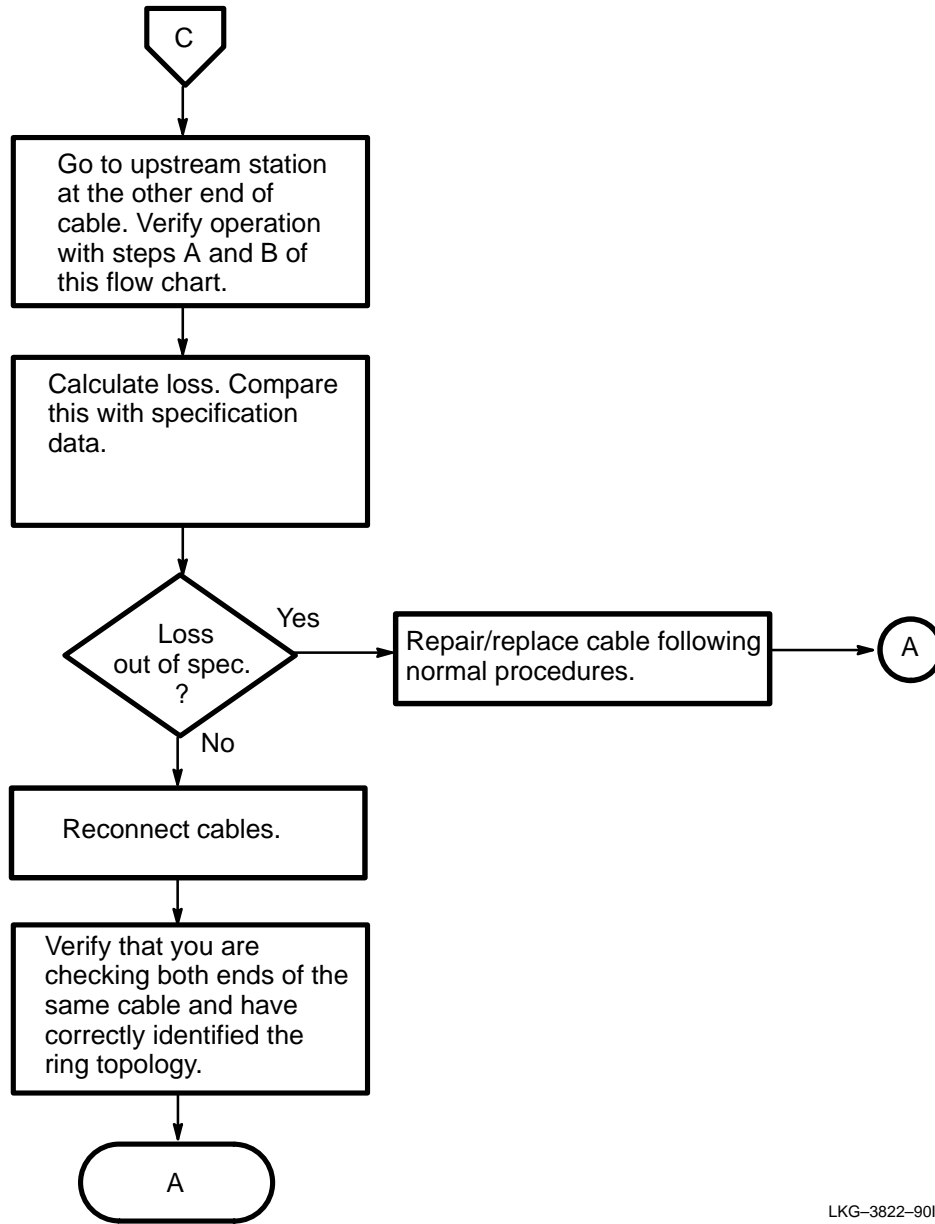 C
Go to upstream station
at the other end of
cable. Verify operation
with steps A and B of
this flow chart.
Calculate loss. Compare
this with specification
data.
Loss
out of spec.
?
Yes
Repair/replace cable following
normal procedures.
A
No
Reconnect cables.
Verify that you are
checking both ends of the
same cable and have
correctly identified the
ring topology.
A
LKG–3822–90I